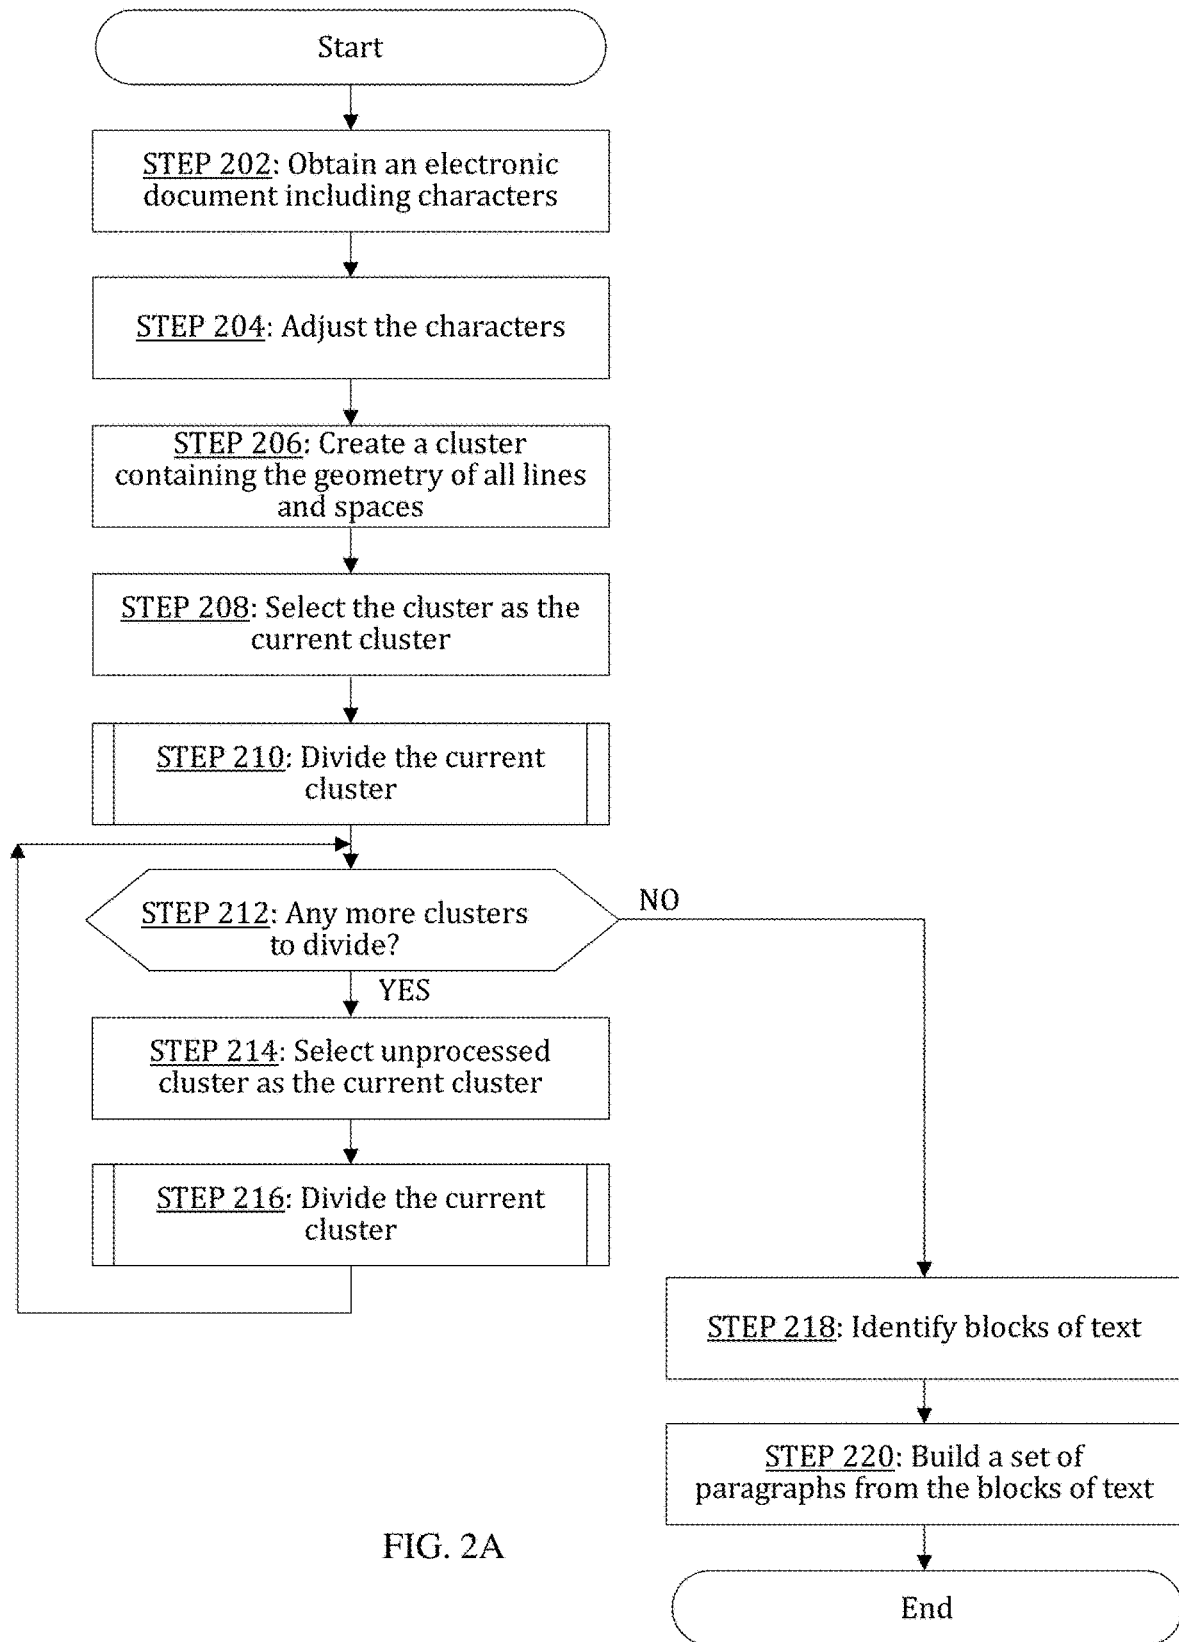 Start
STEP 202: Obtain an electronic
document including characters
STEP 204: Adjust the characters
STEP 206: Create a cluster
containing the geometry of all lines
and spaces
STEP 208: Select the cluster as the
current cluster
STEP 210: Divide the current
cluster
STEP 212: Any more clusters
to divide?
NO
YES
STEP 214: Select unprocessed
cluster as the current cluster
STEP 216: Divide the current
cluster
STEP 218: Identify blocks of text
STEP 220: Build a set of
paragraphs from the blocks of text
End
FIG. 2A